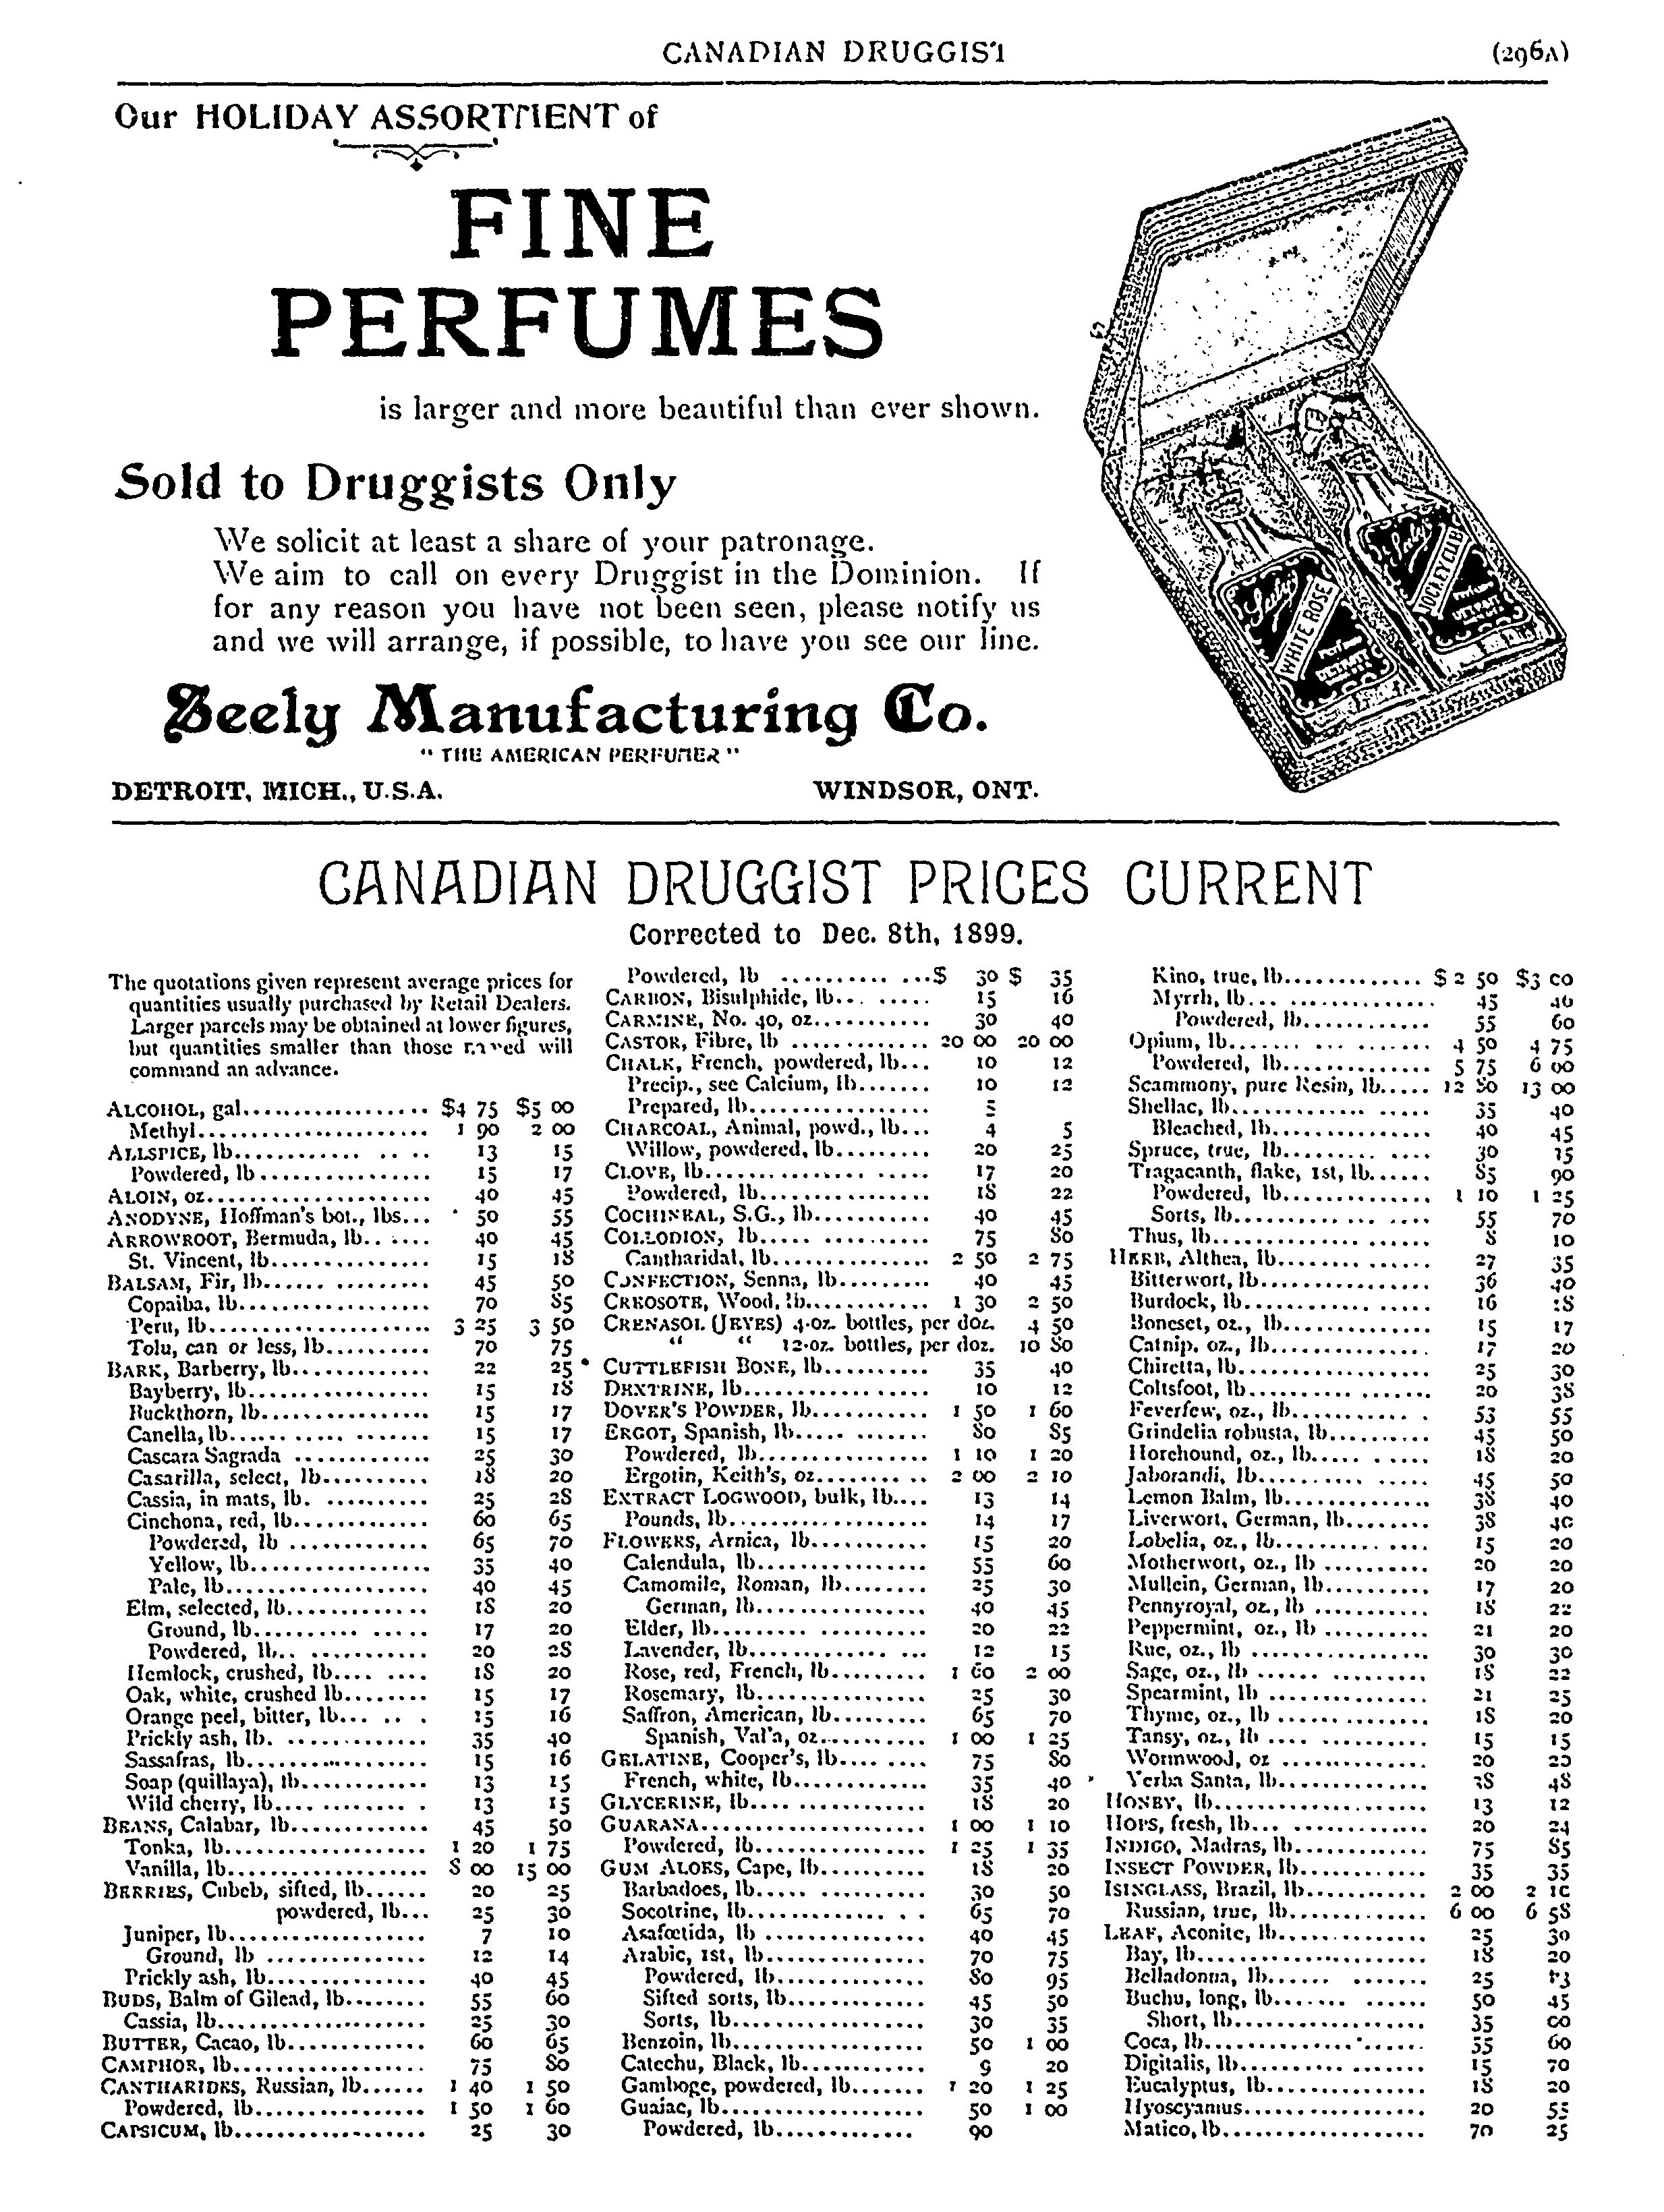 CANADIAN DRUGGIST
(296A)
Our HOLIDAY ASSORTMENT of
FINE
PERFUMES
is larger and more beautiful than ever shown.
Sold to Druggists Only
We solicit at least a share of your patronage.
We aim to call on every Druggist in the Dominion. If
for any reason you have not been seen, please notify us
and we will arrange, if possible, to have you see our line.
Seely Manufacturing Co.
" THE AMERICAN PERFUMER "
DETROIT, MICH., U.S.A. WINDSOR, ONT.
Seely
WHITE ROSE
Seely
JOCKEY CLUB
CANADIAN DRUGGIST PRICES CURRENT
Corrected to Dec. 8th, 1899.
The quotations given represent average prices for
quantities usually purchased by Retail Dealers.
Larger parcels may be obtained at lower figures,
but quantities smaller than those named will
command an advance.
ALCOHOL, gal.................. $4 75 $5 00
Methyl....................... 1 90 2 00
ALLSPICE, lb............ .. .. .. 13 15
Powdered, lb................. 15 17
ALOIN, oz...................... 40 45
ANODYNE, Hoffman's bot., lbs... 50 55
ARROWROOT, Bermuda, lb.. ..... 40 45
St. Vincent, lb............... 15 18
BALSAM, Fir, lb...... ......... 45 50
Copaiba, lb.................. 70 85
Peru, lb..................... 3 25 3 50
Tolu, can or less, lb.......... 70 75
BARK, Barberry, lb............. 22 25
Bayberry, lb.................. 15 18
Buckthorn, lb................ 15 17
Canella, lb........ ... ....... 15 17
Cascara Sagrada ............. 25 30
Casarilla, select, lb.......... 18 20
Cassia, in mats, lb. .......... 25 28
Cinchona, red, lb............. 60 65
Powdered, lb ............. 65 70
Yellow, lb................. 35 40
Pale, lb................... 40 45
Elm, selected, lb............. 18 20
Ground, lb.......... ..... 17 20
Powdered, lb.. ........... 20 28
Hemlock, crushed, lb.... .... 18 20
Oak, white, crushed lb........ 15 17
Orange peel, bitter, lb... .. . 15 16
Prickly ash, lb. ............. 35 40
Sassafras, lb................. 15 16
Soap (quillaya), lb............ 13 15
Wild cherry, lb.... ......... . 13 15
BEANS, Calabar, lb............. 45 50
Tonka, lb.................... 1 20 1 75
Vanilla, lb................... 8 00 15 00
BERRIES, Cubeb, sifted, lb...... 20 25
powdered, lb... 25 30
Juniper, lb................... 7 10
Ground, lb ............... 12 14
Prickly ash, lb............... 40 45
BUDS, Balm of Gilead, lb........ 55 60
Cassia, lb.................... 25 30
BUTTER, Cacao, lb.............. 60 65
CAMPHOR, lb................... 75 80
CANTHARIDES, Russian, lb...... 1 40 1 50
Powdered, lb................. 1 50 1 60
CAPSICUM, lb................... 25 30
Powdered, lb ............. $ 30 $ 35
CARBON, Bisulphide, lb... ...... 15 16
CARMINE, No. 40, oz........... 30 40
CASTOR, Fibre, lb ............. 20 00 20 00
CHALK, French, powdered, lb... 10 12
Precip., see Calcium, lb....... 10 12
Prepared, lb.................. 5
CHARCOAL, Animal, powd., lb... 4 5
Willow, powdered, lb......... 20 25
CLOVE, lb..................... 17 20
Powdered, lb................. 18 22
COCHINEAL, S.G., lb........... 40 45
COLLODION, lb..... .......... 75 80
Cantharidal, lb............... 2 50 2 75
CONFECTION, Senna, lb......... 40 45
CREOSOTE, Wood, lb............ 1 30 2 50
CRENASOL (JEYES) 4-oz. bottles, per doz. 4 50
" " 12-oz. bottles, per doz. 10 80
CUTTLEFISH BONE, lb.......... 35 40
DEXTRINE, lb.................. 10 12
DOVER'S POWDER, lb........... 1 50 1 60
ERGOT, Spanish, lb..... ....... 80 85
Powdered, lb................. 1 10 1 20
Ergotin, Keith's, oz........ .. 2 00 2 10
EXTRACT LOGWOOD, bulk, lb.... 13 14
Pounds, lb................... 14 17
FLOWERS, Arnica, lb........... 15 20
Calendula, lb................ 55 60
Camomile, Roman, lb........ 25 30
German, lb................ 40 45
Elder, lb......... .......... 20 22
Lavender, lb............. ... 12 15
Rose, red, French, lb......... 1 60 2 00
Rosemary, lb................ 25 30
Saffron, American, lb......... 65 70
Spanish, Val'a, oz.......... 1 00 1 25
GELATINE, Cooper's, lb.... .... 75 80
French, white, lb............ 35 40
GLYCERINE, lb................. 18 20
GUARANA...................... 1 00 1 10
Powdered, lb................ 1 25 1 35
GUM ALOES, Cape, lb.......... 18 20
Barbadoes, lb..... .......... 30 50
Socotrine, lb............. . . 65 70
Asafœtida, lb ............... 40 45
Arabic, 1st, lb............... 70 75
Powdered, lb............. 80 95
Sifted sorts, lb............. 45 50
Sorts, lb.................. 30 35
Benzoin, lb.................. 50 1 00
Catechu, Black, lb............ 9 20
Gamboge, powdered, lb....... 1 20 1 25
Guaiac, lb................... 50 1 00
Powdered, lb............. 90
Kino, true, lb.............. $ 2 50 $3 00
Myrrh, lb... .............. 45
Powdered, lb............ 55 60
Opium, lb....... ... ........ 4 50 4 75
Powdered, lb.............. 5 75 6 00
Scammony, pure Resin, lb..... 12 80 13 00
Shellac, lb............. ..... 35 40
Bleached, lb............... 40 45
Spruce, true, lb.......... .... 30 35
Tragacanth, flake, 1st, lb...... 85 90
Powdered, lb.............. 1 10 1 25
Sorts, lb.......... ... .... 55 70
Thus, lb..................... 8 10
HERB, Althea, lb........ ...... 27 35
Bitterwort, lb................ 36 40
Burdock, lb............ ..... 16 18
Boneset, oz., lb.............. 15 17
Catnip, oz., lb............... 17 20
Chiretta, lb.................. 25 30
Coltsfoot, lb.......... ....... 20 38
Feverfew, oz., lb............. 53 55
Grindelia robusta, lb.......... 45 50
Horehound, oz., lb..... ..... 18 20
Jaborandi, lb......... ...... 45 50
Lemon Balm, lb............. 38 40
Liverwort, German, lb........ 38 40
Lobelia, oz., lb.......... .... 15 20
Motherwort, oz., lb .......... 20 20
Mullein, German, lb.......... 17 20
Pennyroyal, oz., lb ........... 18 22
Peppermint, oz., lb .......... 21 20
Rue, oz., lb ...... .......... 30 30
Sage, oz., lb ...... ......... 18 22
Spearmint, lb ............... 21 25
Thyme, oz., lb ..... ........ 18 20
Tansy, oz., lb .... .......... 15 15
Wormwood, oz .............. 20
Yerba Santa, lb.............. 38 48
HONEY, lb..................... 13 12
HOPS, fresh, lb... ............. 20 24
INDIGO, Madras, lb............. 75 85
INSECT POWDER, lb............ 35 35
ISINGLASS, Brazil, lb............ 2 00 2 10
Russian, true, lb............. 6 00 6 58
LEAF, Aconite, lb.............. 25 30
Bay, lb...................... 18 20
Belladonna, lb...... ....... 25
Buchu, long, lb........ ...... 50 45
Short, lb.................. 35
Coca, lb..................... 55 60
Digitalis, lb.................. 15 70
Eucalyptus, lb............... 18 20
Hyoscyamus................. 20 55
Matico, lb................... 70 25